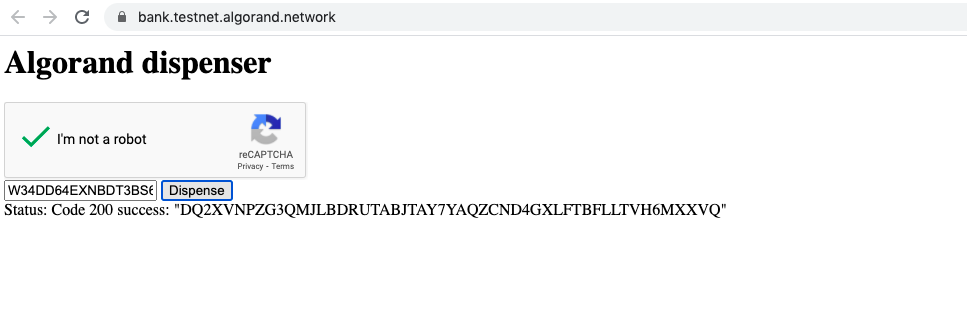 bank.testnet.algorand.network
Algorand dispenser
I'm not a robot
reCAPTCHA
Privacy - Terms
W34DD64EXNBDT3BS6 Dispense
Status: Code 200 success: "DQ2XVNPZG3QMJLBDRUTABJTAY7YAQZCND4GXLFTBFLLTVH6MXXVQ"